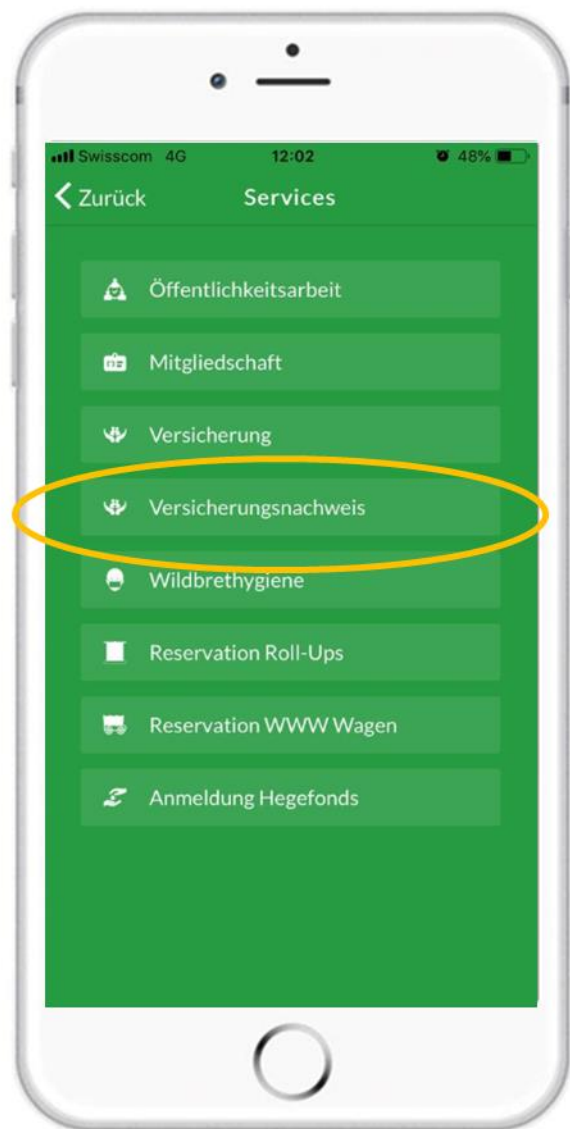 Swisscom 4G 12:02 48%
Zurück Services
Öffentlichkeitsarbeit
Mitgliedschaft
Versicherung
Versicherungsnachweis
Wildbrethygiene
Reservation Roll-Ups
Reservation WWW Wagen
Anmeldung Hegefonds